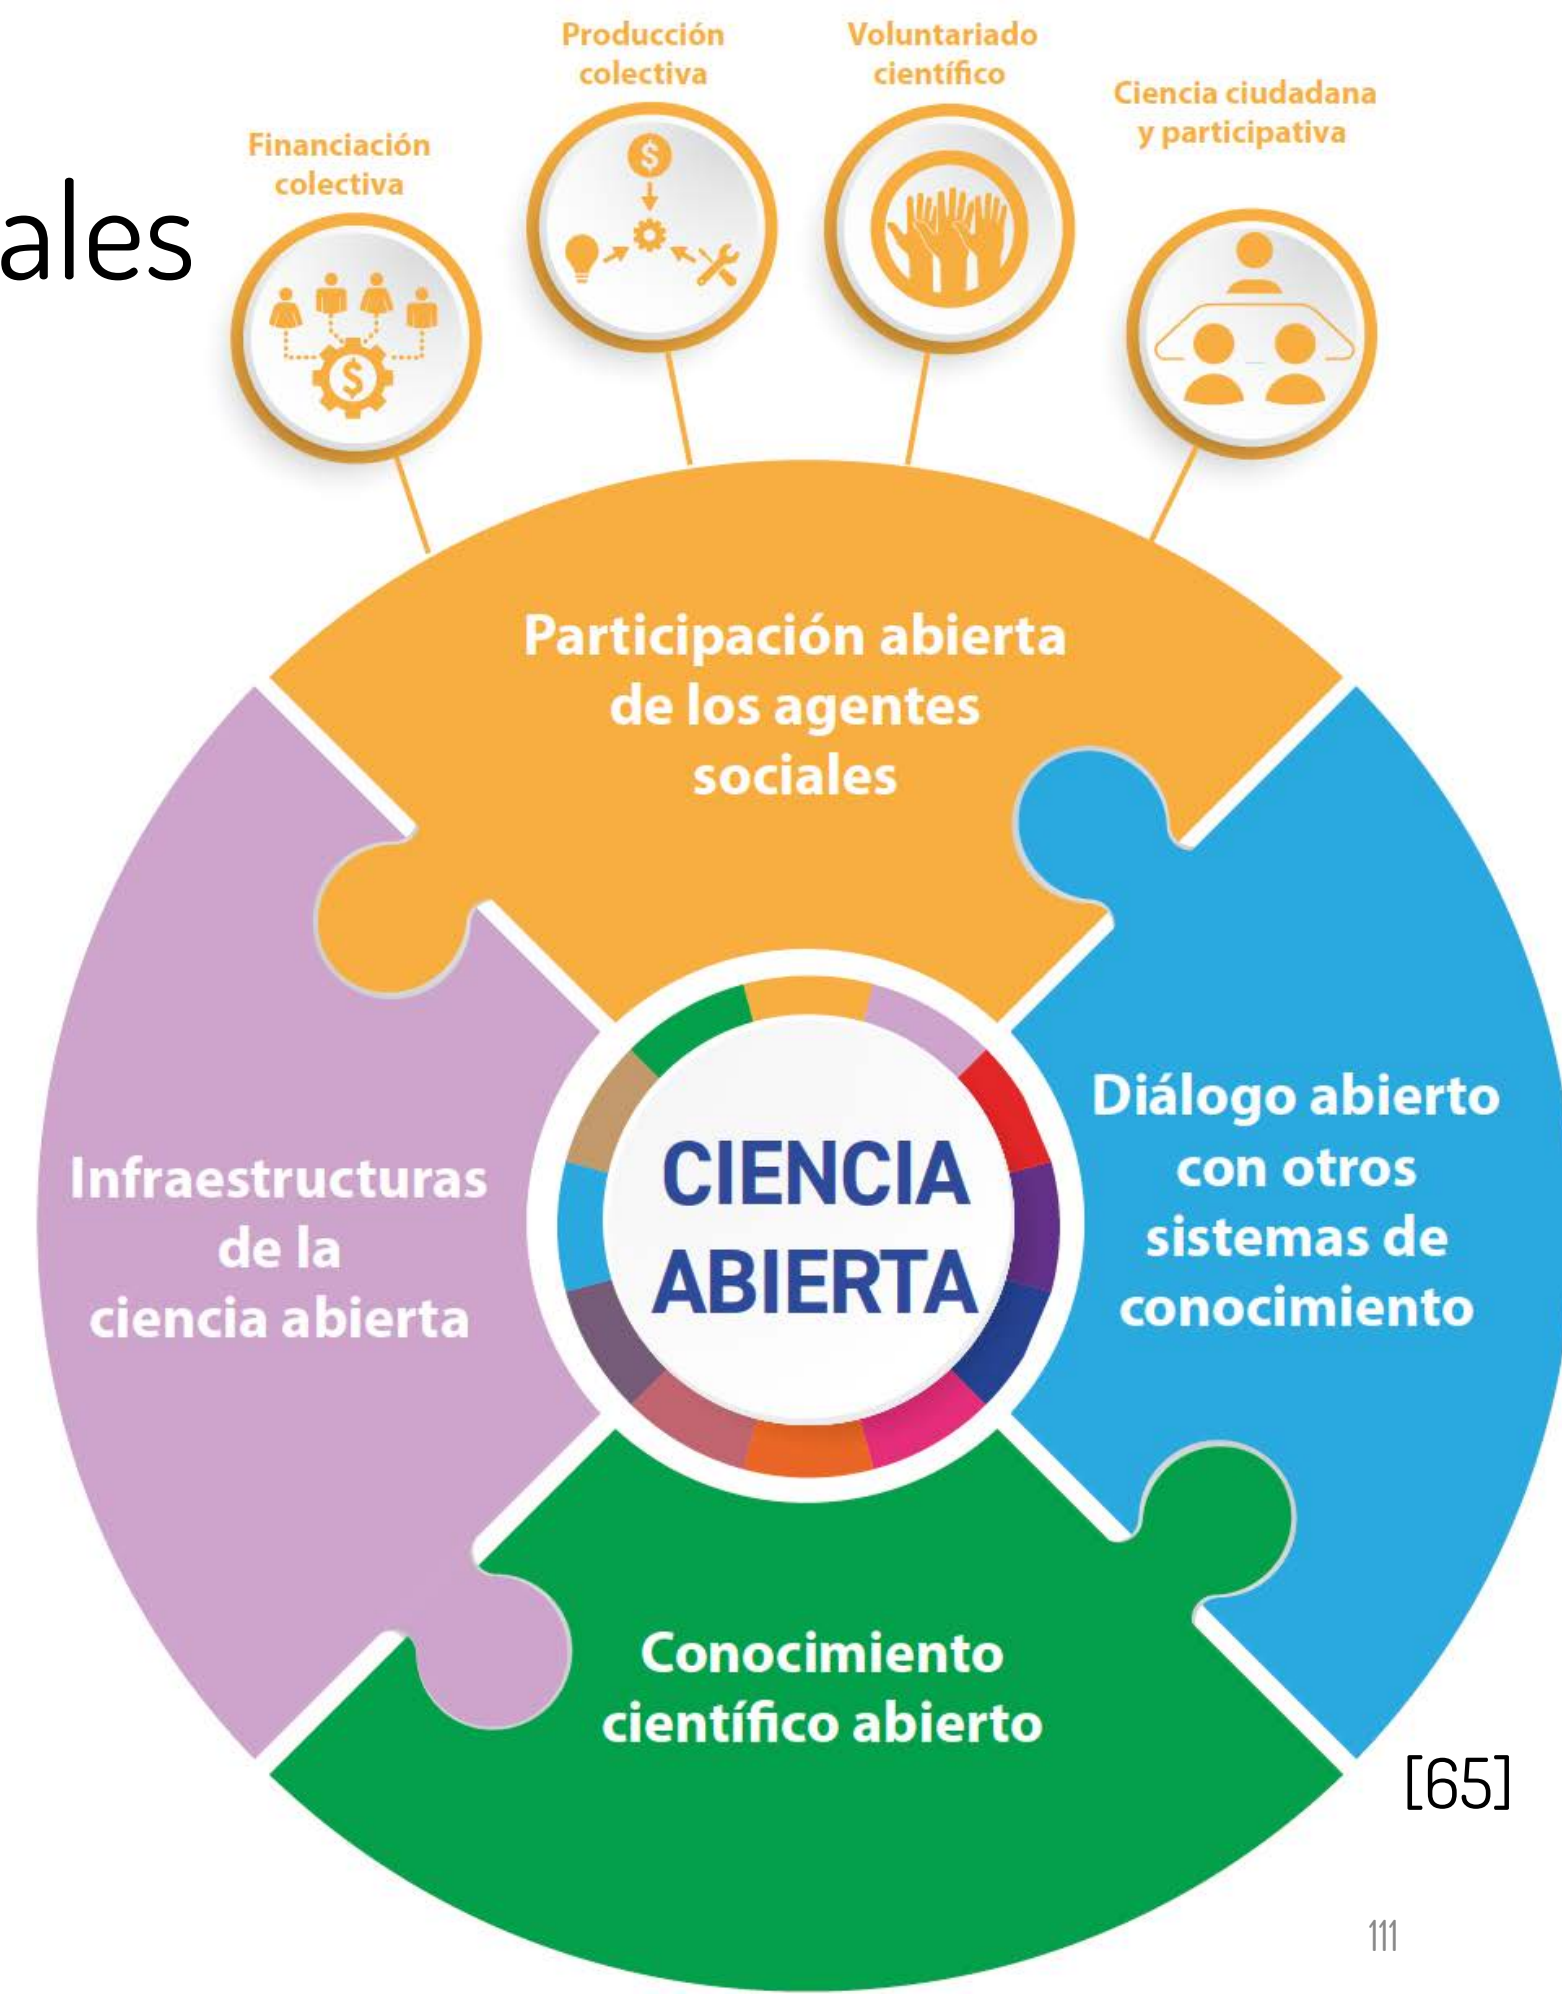 Producción
colectiva
Voluntariado
científico
Ciencia ciudadana
y participativa
Financiación
colectiva
ales
Participación abierta
de los agentes
sociales
Infraestructuras
de la
ciencia abierta
CIENCIA
ABIERTA
Diálogo abierto
con otros
sistemas de
conocimiento
Conocimiento
científico abierto
[65]
111